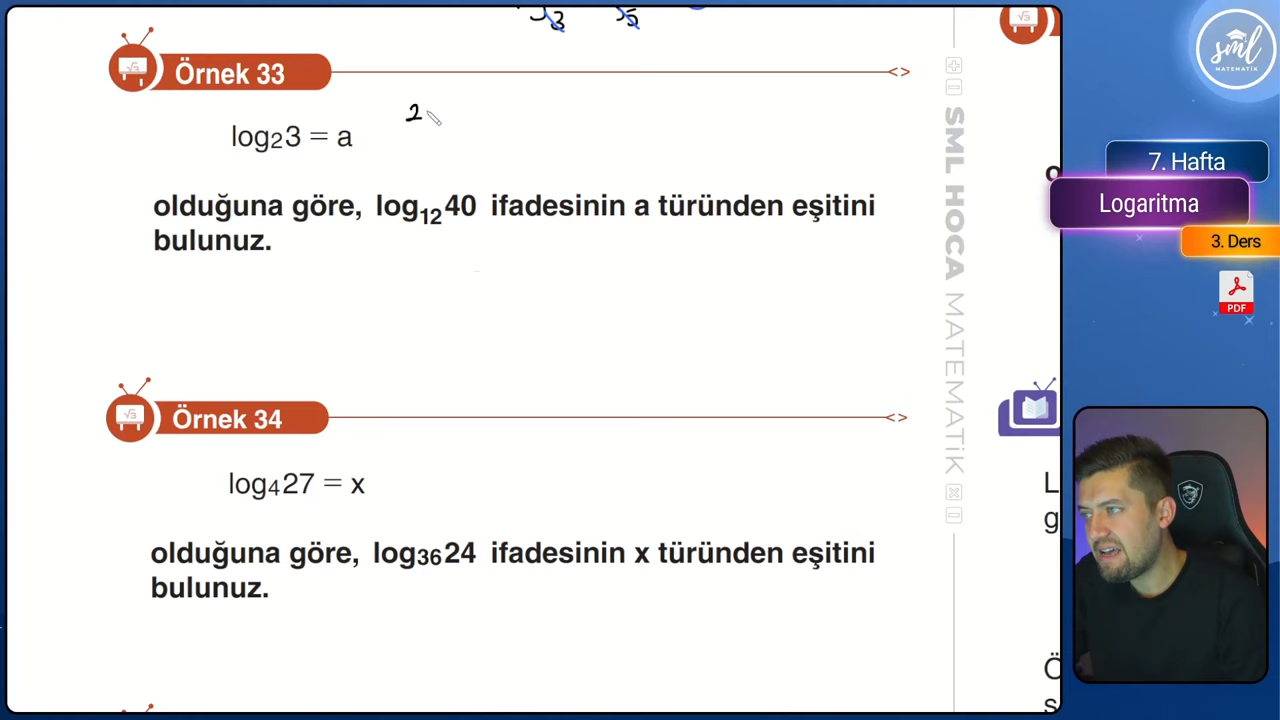 Örnek 33
2
log₂3 = a
olduğuna göre, log₁₂40 ifadesinin a türünden eşitini
bulunuz.
Örnek 34
log₄27 = x
olduğuna göre, log₃₆24 ifadesinin x türünden eşitini
bulunuz.
SML HOCA MATEMATİK
sml
MATEMATİK
7. Hafta
Logaritma
3. Ders
PDF